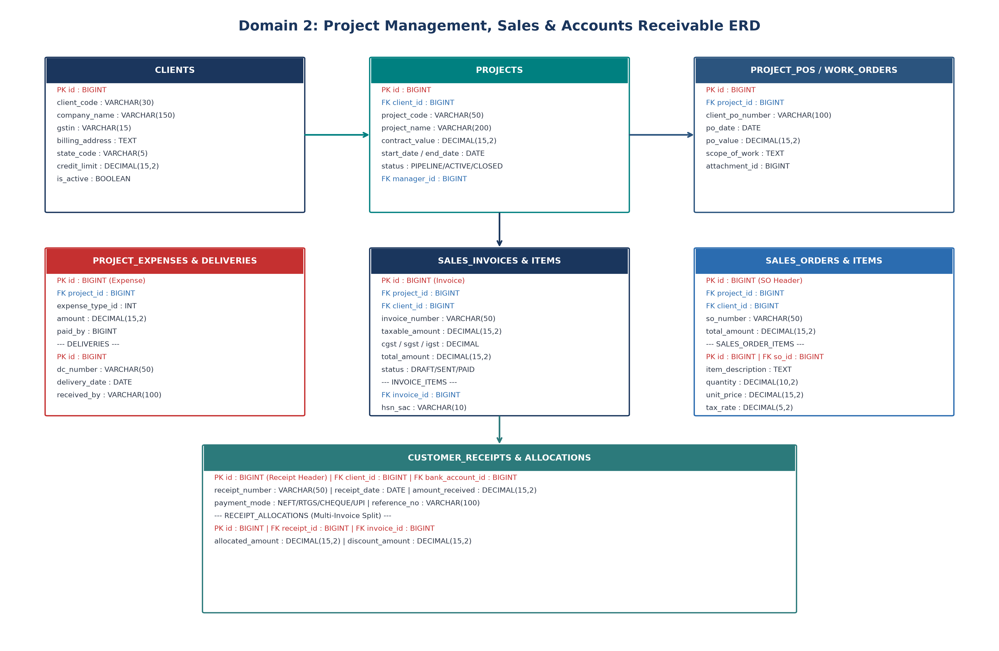 Domain 2: Project Management, Sales & Accounts Receivable ERD
CLIENTS
PK id : BIGINT
client_code : VARCHAR(30)
company_name : VARCHAR(150)
gstin : VARCHAR(15)
billing_address : TEXT
state_code : VARCHAR(5)
credit_limit : DECIMAL(15,2)
is_active : BOOLEAN
PROJECTS
PK id : BIGINT
FK client_id : BIGINT
project_code : VARCHAR(50)
project_name : VARCHAR(200)
contract_value : DECIMAL(15,2)
start_date / end_date : DATE
status : PIPELINE/ACTIVE/CLOSED
FK manager_id : BIGINT
PROJECT_POS / WORK_ORDERS
PK id : BIGINT
FK project_id : BIGINT
client_po_number : VARCHAR(100)
po_date : DATE
po_value : DECIMAL(15,2)
scope_of_work : TEXT
attachment_id : BIGINT
PROJECT_EXPENSES & DELIVERIES
PK id : BIGINT (Expense)
FK project_id : BIGINT
expense_type_id : INT
amount : DECIMAL(15,2)
paid_by : BIGINT
--- DELIVERIES ---
PK id : BIGINT
dc_number : VARCHAR(50)
delivery_date : DATE
received_by : VARCHAR(100)
SALES_INVOICES & ITEMS
PK id : BIGINT (Invoice)
FK project_id : BIGINT
FK client_id : BIGINT
invoice_number : VARCHAR(50)
taxable_amount : DECIMAL(15,2)
cgst / sgst / igst : DECIMAL
total_amount : DECIMAL(15,2)
status : DRAFT/SENT/PAID
--- INVOICE_ITEMS ---
FK invoice_id : BIGINT
hsn_sac : VARCHAR(10)
SALES_ORDERS & ITEMS
PK id : BIGINT (SO Header)
FK project_id : BIGINT
FK client_id : BIGINT
so_number : VARCHAR(50)
total_amount : DECIMAL(15,2)
--- SALES_ORDER_ITEMS ---
PK id : BIGINT | FK so_id : BIGINT
item_description : TEXT
quantity : DECIMAL(10,2)
unit_price : DECIMAL(15,2)
tax_rate : DECIMAL(5,2)
CUSTOMER_RECEIPTS & ALLOCATIONS
PK id : BIGINT (Receipt Header) | FK client_id : BIGINT | FK bank_account_id : BIGINT
receipt_number : VARCHAR(50) | receipt_date : DATE | amount_received : DECIMAL(15,2)
payment_mode : NEFT/RTGS/CHEQUE/UPI | reference_no : VARCHAR(100)
--- RECEIPT_ALLOCATIONS (Multi-Invoice Split) ---
PK id : BIGINT | FK receipt_id : BIGINT | FK invoice_id : BIGINT
allocated_amount : DECIMAL(15,2) | discount_amount : DECIMAL(15,2)